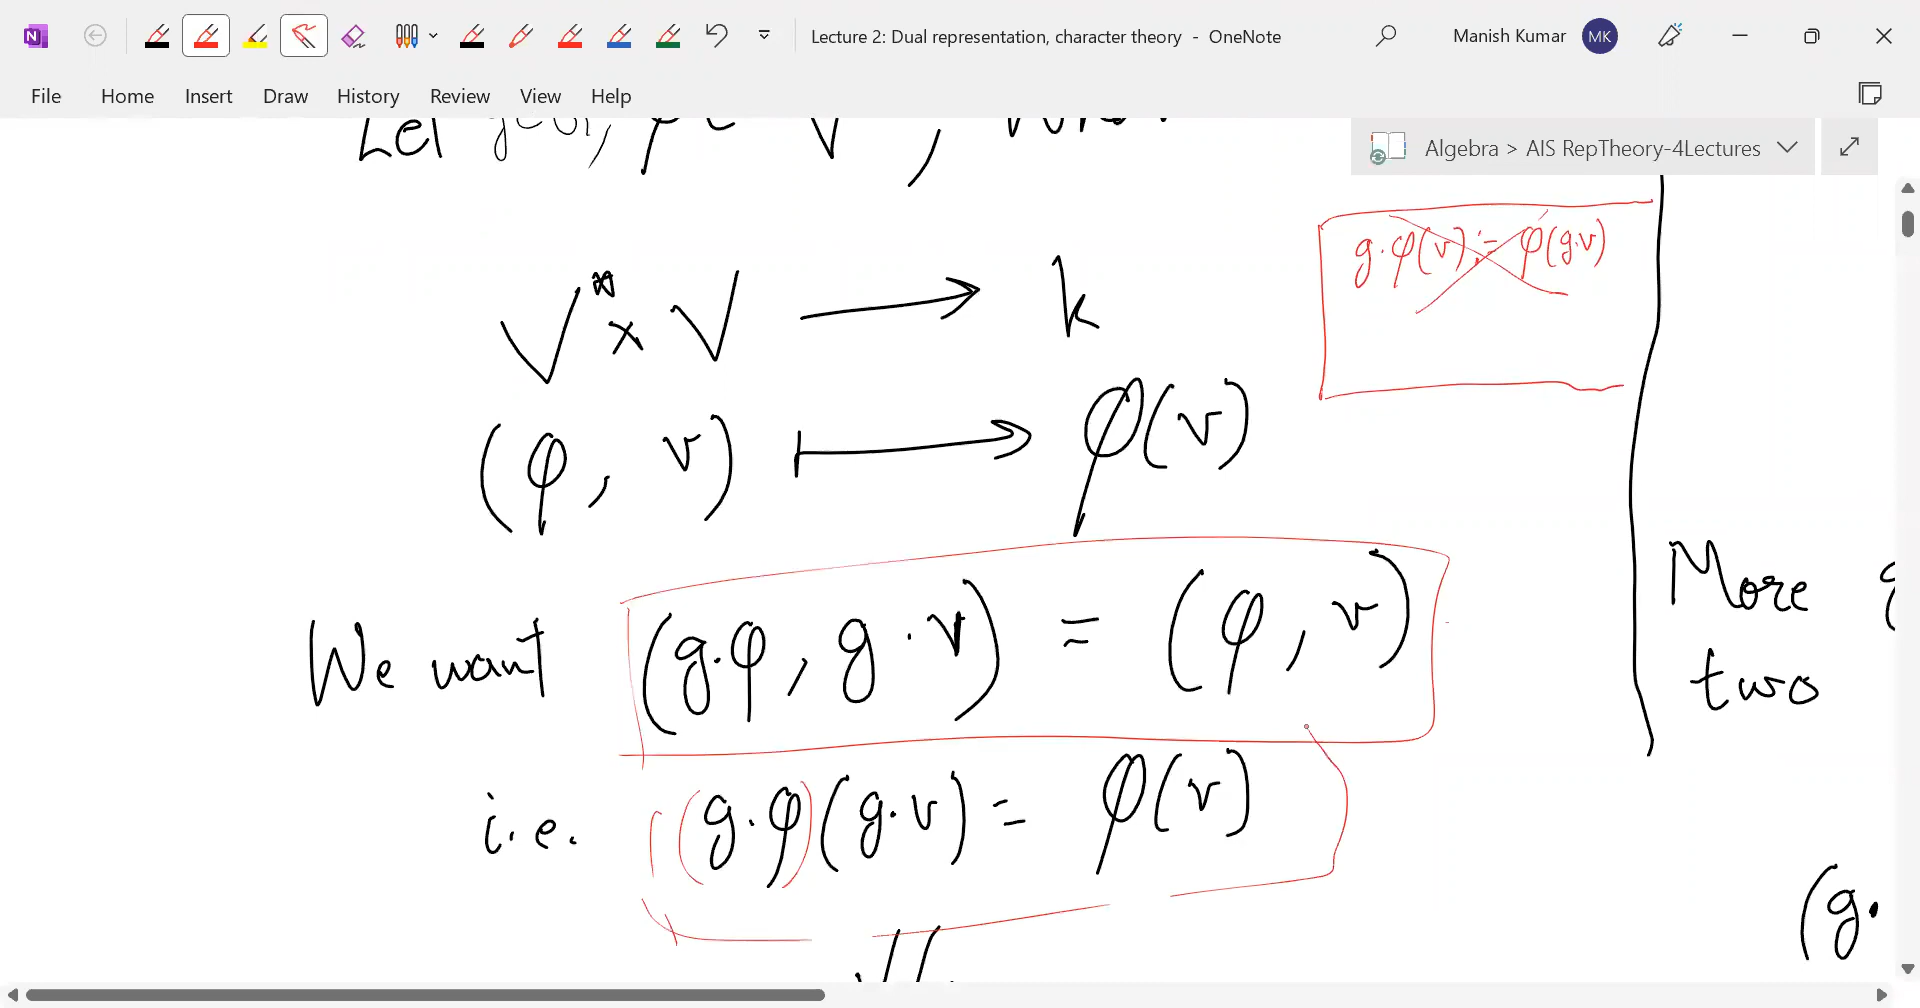 Lecture 2: Dual representation, character theory - OneNote
Manish Kumar MK
File Home Insert Draw History Review View Help
Algebra > AIS RepTheory-4Lectures
Let g∈G, φ ∈ V ,
g·φ(v) := φ(g·v)
V* × V ⟶ k
(φ, v) ⟼ φ(v)
We want (g·φ, g·v) = (φ, v)
i.e. (g·φ)(g·v) = φ(v)
More
two
(g.